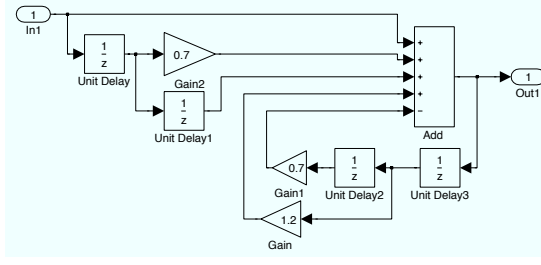 1
In1
1
z
Unit Delay
0.7
Gain2
1
z
Unit Delay1
+
+
+
+
−
Add
1
Out1
0.7
Gain1
1
z
Unit Delay2
1
z
Unit Delay3
1.2
Gain